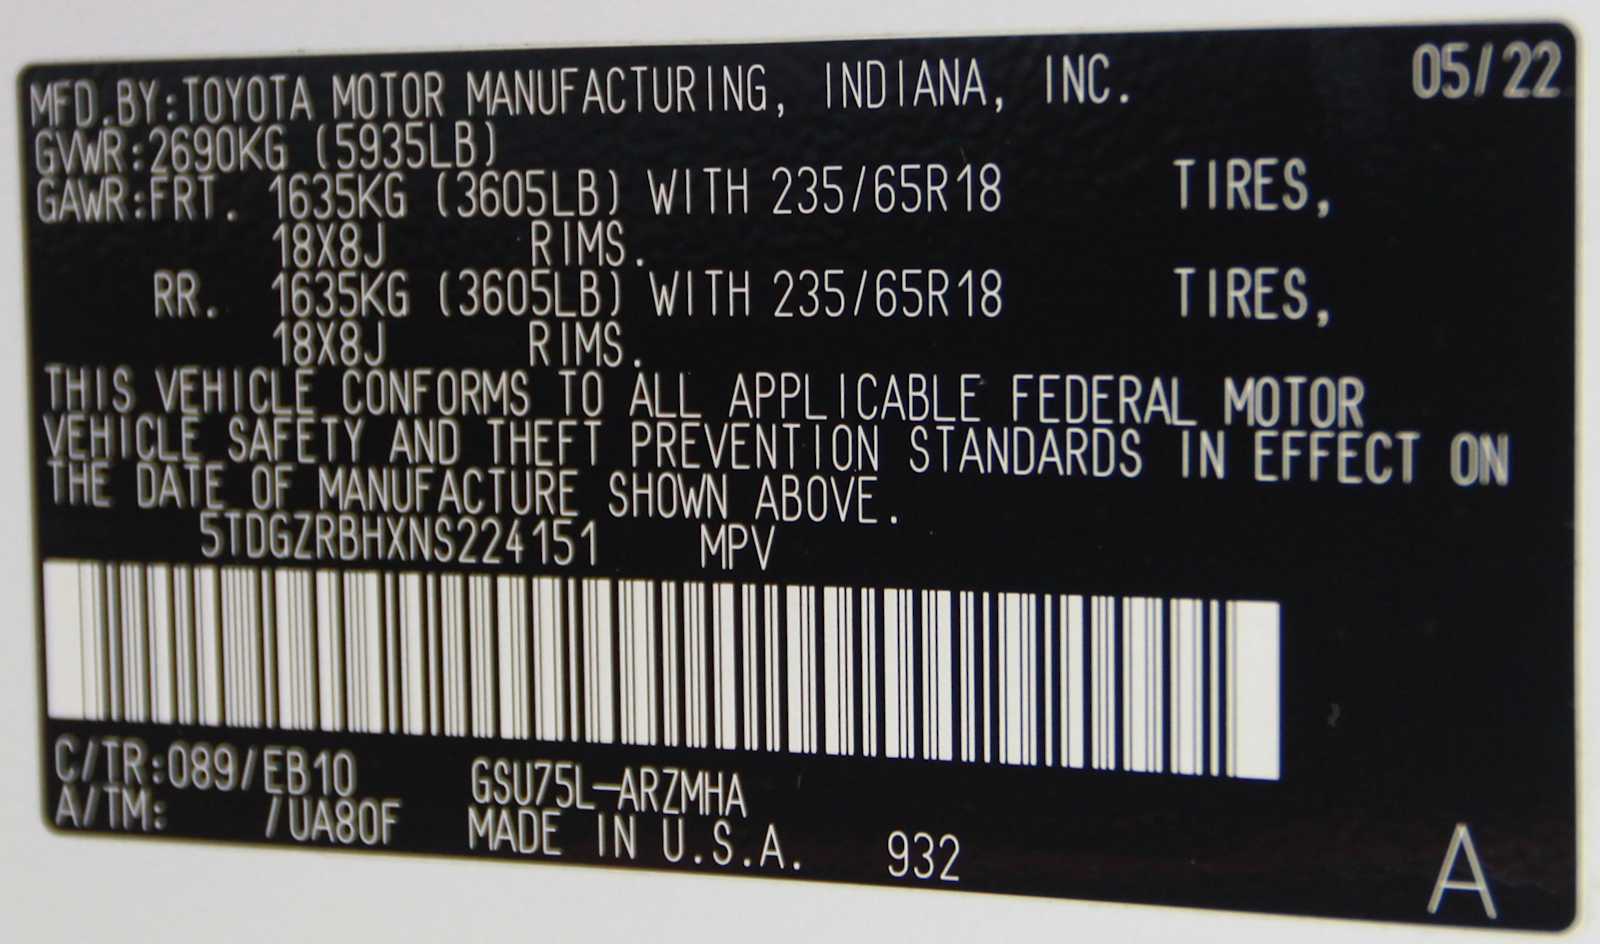 MFD.BY:TOYOTA MOTOR MANUFACTURING, INDIANA, INC. 05/22
GVWR:2690KG (5935LB)
GAWR:FRT. 1635KG (3605LB) WITH 235/65R18 TIRES,
18X8J RIMS.
RR. 1635KG (3605LB) WITH 235/65R18 TIRES,
18X8J RIMS.
THIS VEHICLE CONFORMS TO ALL APPLICABLE FEDERAL MOTOR
VEHICLE SAFETY AND THEFT PREVENTION STANDARDS IN EFFECT ON
THE DATE OF MANUFACTURE SHOWN ABOVE.
5TDGZRBHXNS224151 MPV
C/TR:089/EB10 GSU75L-ARZMHA
A/TM: /UA80F MADE IN U.S.A. 932 A